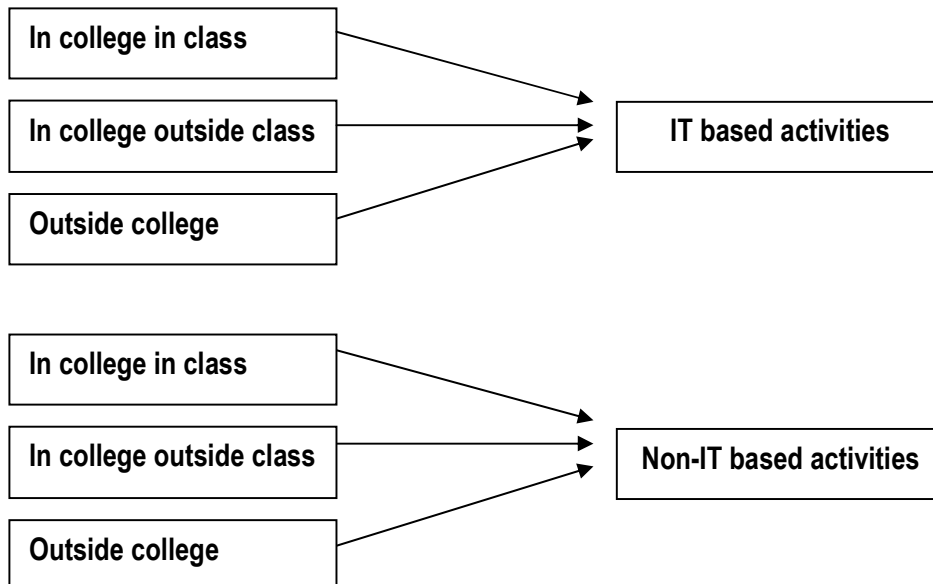 In college in class
In college outside class
IT based activities
Outside college
In college in class
In college outside class
Non-IT based activities
Outside college